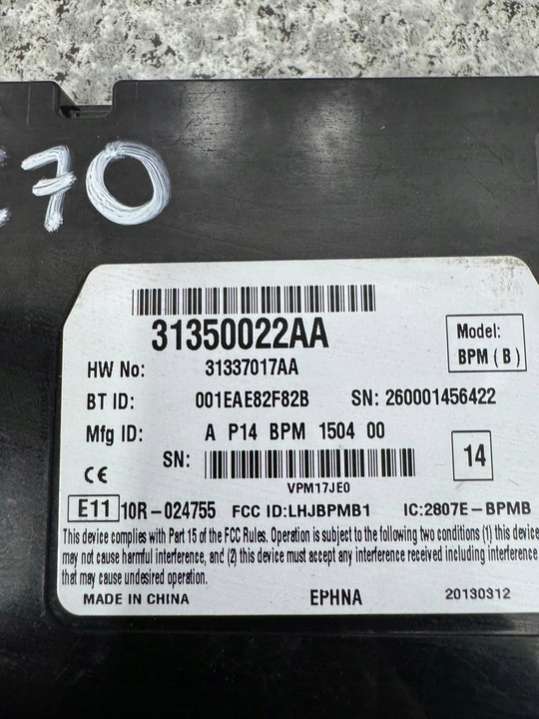 70
31350022AA
Model:
BPM (B)
HW No: 31337017AA
BT ID: 001EAE82F82B SN: 260001456422
Mfg ID: A P14 BPM 1504 00
SN:
VPM17JE0
14
CE
E11 10R-024755 FCC ID:LHJBPMB1 IC:2807E-BPMB
This device complies with Part 15 of the FCC Rules. Operation is subject to the following two conditions (1) this device
may not cause harmful interference, and (2) this device must accept any interference received including interference
that may cause undesired operation.
MADE IN CHINA EPHNA 20130312